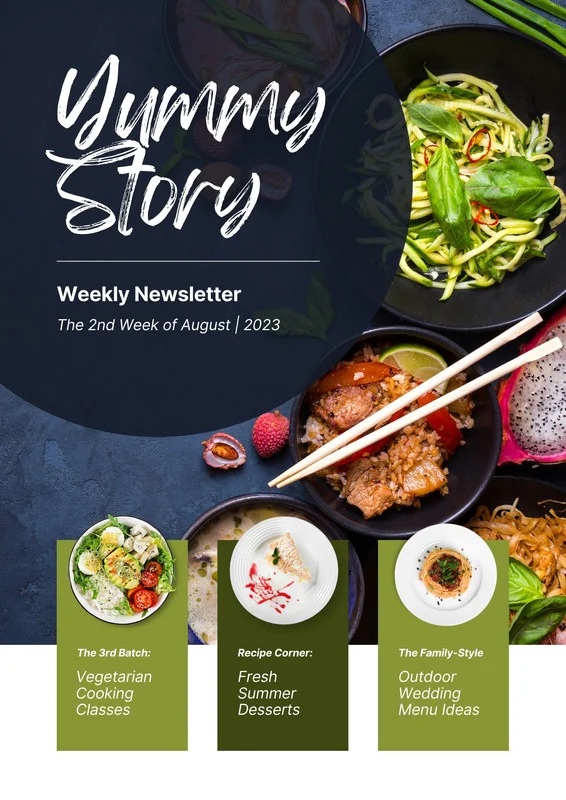 Yummy
Story
Weekly Newsletter
The 2nd Week of August | 2023
The 3rd Batch:
Vegetarian
Cooking
Classes
Recipe Corner:
Fresh
Summer
Desserts
The Family-Style
Outdoor
Wedding
Menu Ideas